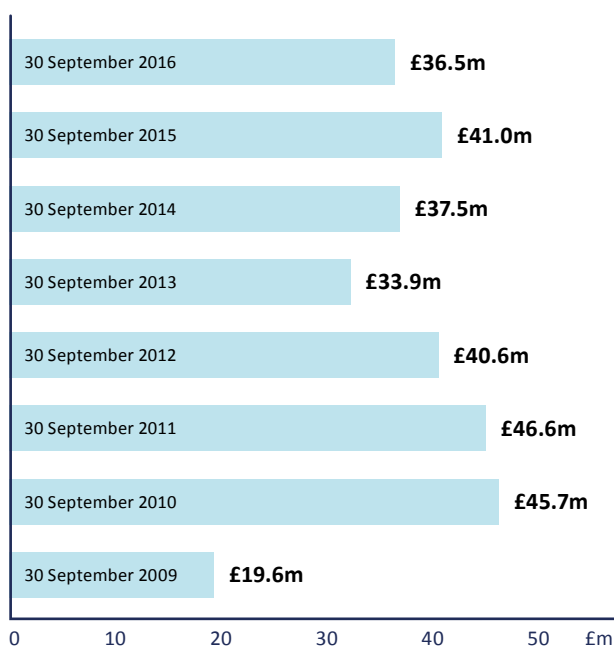 30 September 2016 £36.5m
30 September 2015 £41.0m
30 September 2014 £37.5m
30 September 2013 £33.9m
30 September 2012 £40.6m
30 September 2011 £46.6m
30 September 2010 £45.7m
30 September 2009 £19.6m
0 10 20 30 40 50 £m